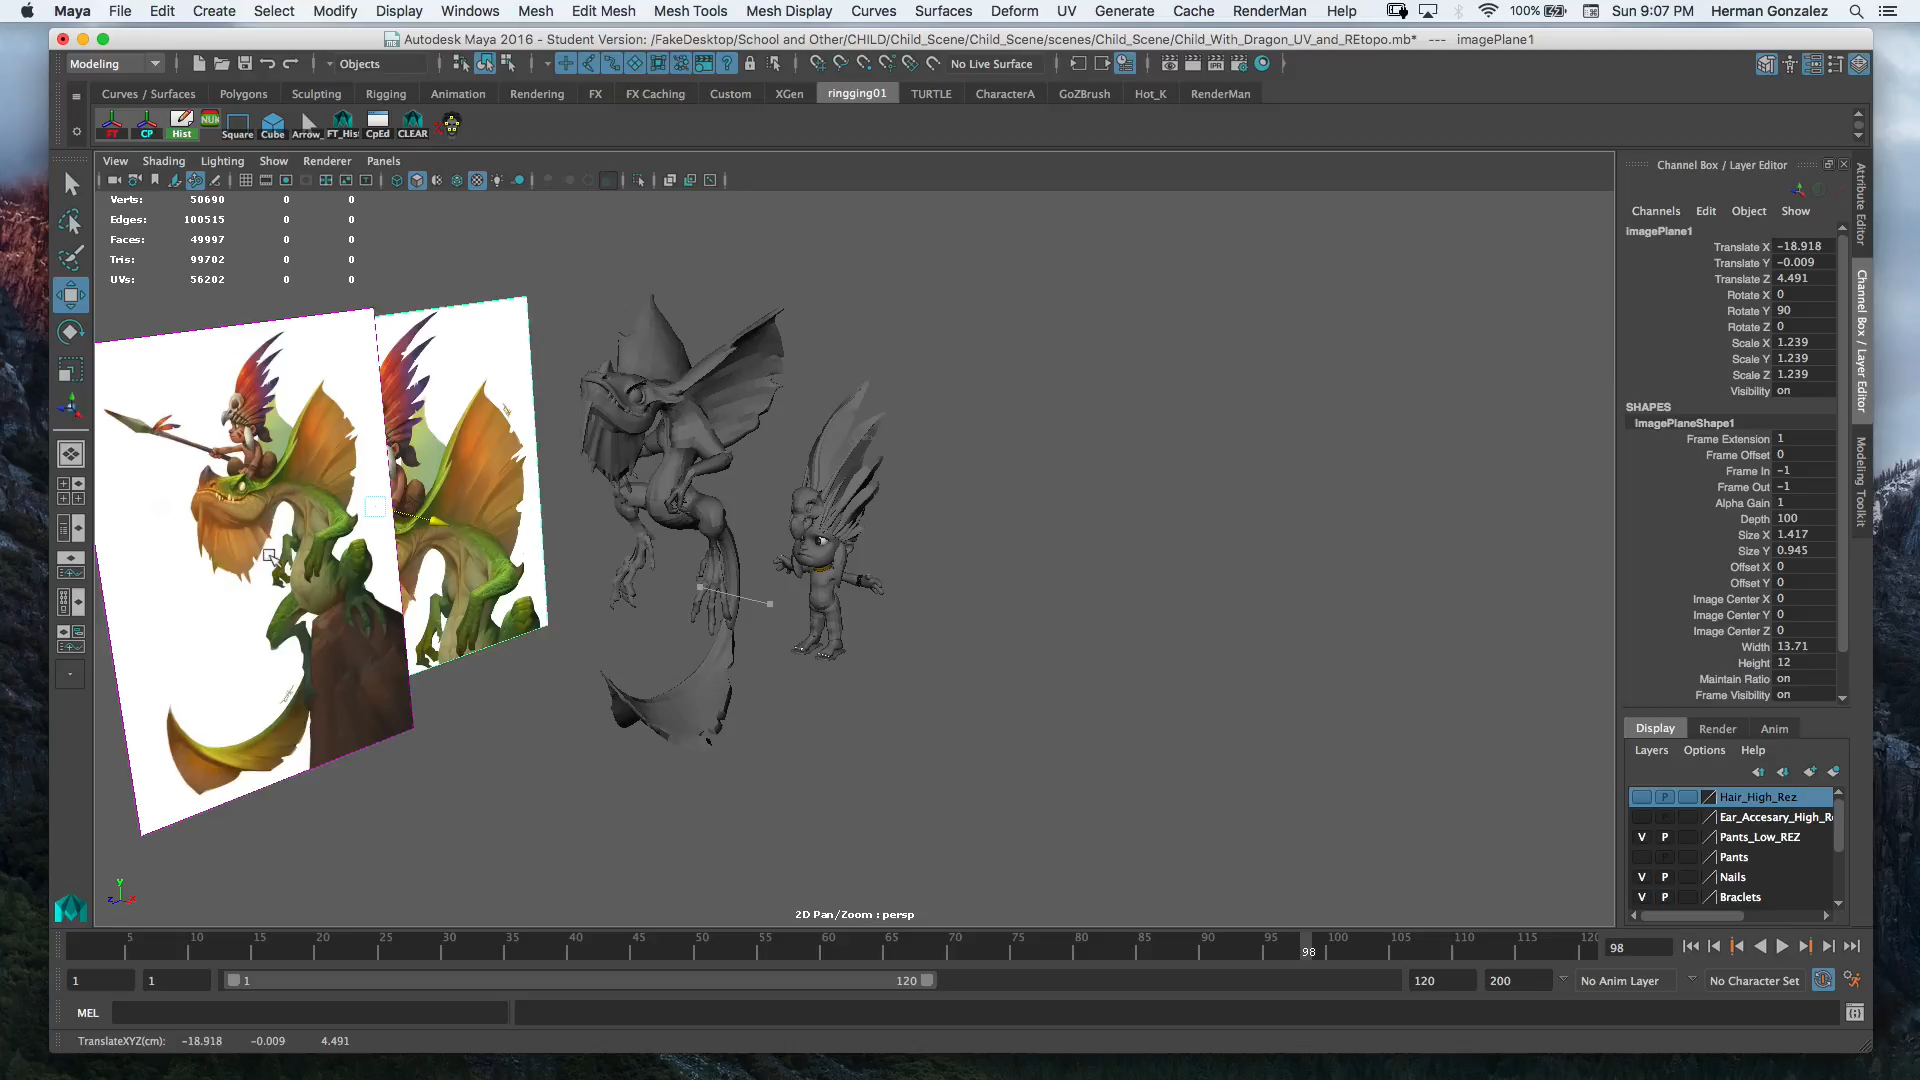 Maya File Edit Create Select Modify Display Windows Mesh Edit Mesh Mesh Tools Mesh Display Curves Surfaces Deform UV Generate Cache RenderMan Help 100% Sun 9:07 PM Herman Gonzalez
Autodesk Maya 2016 - Student Version: /FakeDesktop/School and Other/CHILD/Child_Scene/Child_Scene/scenes/Child_Scene/Child_With_Dragon_UV_and_REtopo.mb* --- imagePlane1
Modeling Objects No Live Surface
Curves / Surfaces Polygons Sculpting Rigging Animation Rendering FX FX Caching Custom XGen ringging01 TURTLE CharacterA GoZBrush Hot_K RenderMan
FT CP Hist NUK Square Cube Arrow_ FT_His CpEd CLEAR
View Shading Lighting Show Renderer Panels
Verts: 50690 0 0
Edges: 100515 0 0
Faces: 49997 0 0
Tris: 99702 0 0
UVs: 56202 0 0
2D Pan/Zoom : persp
Channel Box / Layer Editor
Channels Edit Object Show
imagePlane1
Translate X -18.918
Translate Y -0.009
Translate Z 4.491
Rotate X 0
Rotate Y 90
Rotate Z 0
Scale X 1.239
Scale Y 1.239
Scale Z 1.239
Visibility on
SHAPES
imagePlaneShape1
Frame Extension 1
Frame Offset 0
Frame In -1
Frame Out -1
Alpha Gain 1
Depth 100
Size X 1.417
Size Y 0.945
Offset X 0
Offset Y 0
Image Center X 0
Image Center Y 0
Image Center Z 0
Width 13.71
Height 12
Maintain Ratio on
Frame Visibility on
Display Render Anim
Layers Options Help
P Hair_High_Rez
P Ear_Accesary_High_R
V P Pants_Low_REZ
P Pants
V P Nails
V P Braclets
Attribute Editor
Channel Box / Layer Editor
Modeling Toolkit
y z x
5 10 15 20 25 30 35 40 45 50 55 60 65 70 75 80 85 90 95 98 100 105 110 115 120 98
1 1 1 120 120 200 No Anim Layer No Character Set
MEL
TranslateXYZ(cm): -18.918 -0.009 4.491